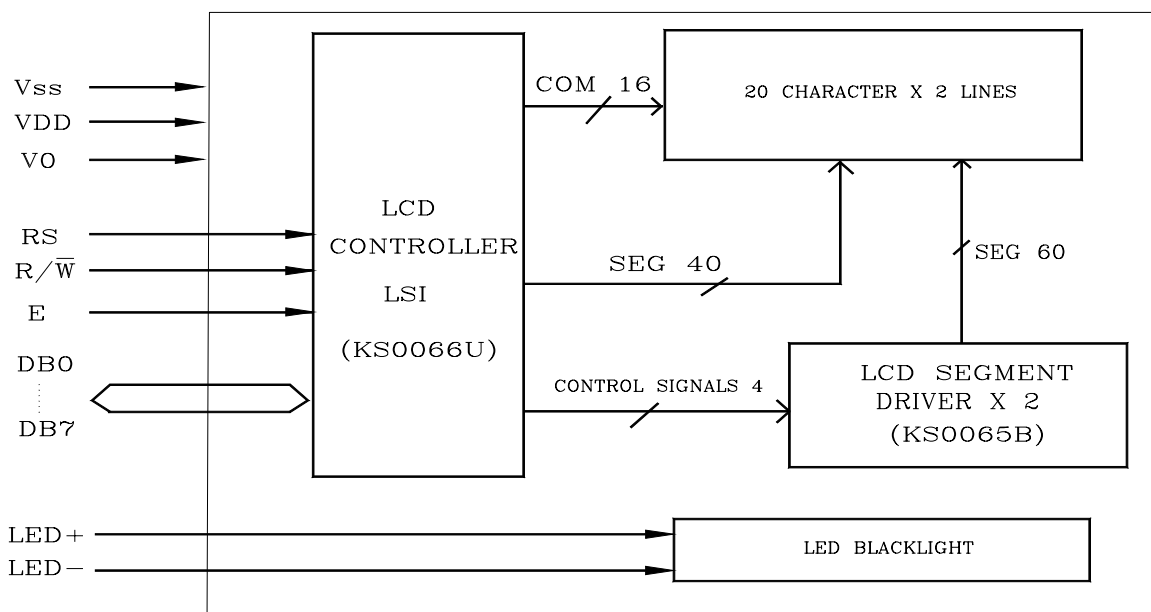 Vss
VDD
V0
RS
R/W̅
E
DB0
DB7
LCD
CONTROLLER
LSI
(KS0066U)
COM 16
20 CHARACTER X 2 LINES
SEG 40
SEG 60
CONTROL SIGNALS 4
LCD SEGMENT
DRIVER X 2
(KS0065B)
LED+
LED-
LED BLACKLIGHT